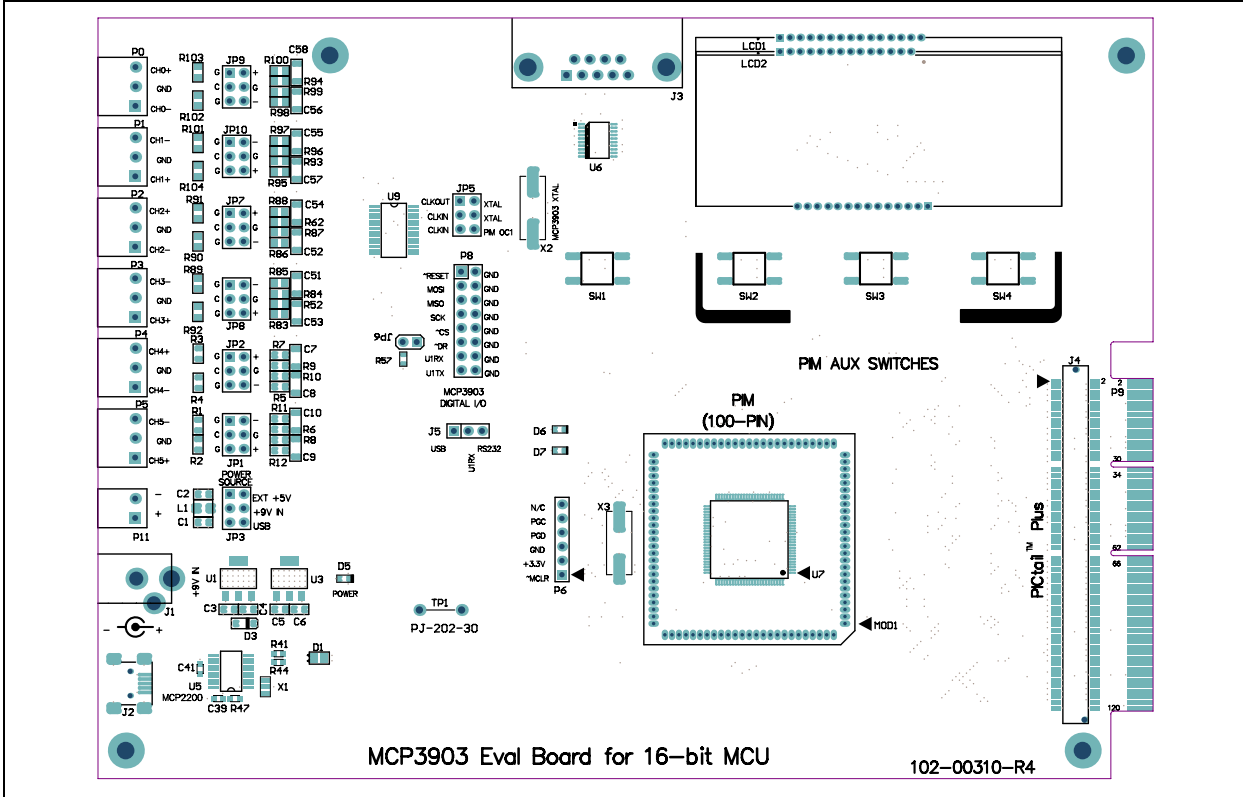 P0
CH0+
GND
CH0-
R103
R102
JP9
G +
C G
G -
R100
C58
R94
R99
R98
C56
P1
CH1-
GND
CH1+
R101
R104
JP10
G -
C G
G +
R97
C55
R96
R93
R95
C57
P2
CH2+
GND
CH2-
R91
R90
JP7
G +
C G
G -
R88
C54
R62
R87
R86
C52
P3
CH3-
GND
CH3+
R89
R92
JP8
G -
C G
G +
R85
C51
R84
R52
R83
C53
P4
CH4+
GND
CH4-
R3
R4
JP2
G +
C G
G -
R7
C7
R9
R10
R5
C8
P5
CH5-
GND
CH5+
R1
R2
JP1
G -
C G
G +
R11
C10
R6
R8
R12
C9
P11
-
+
C2
L1
C1
POWER
SOURCE
EXT +5V
+9V IN
USB
JP3
J1
+9V IN
- +
U1
U3
D5
POWER
C3
C4
C5
C6
D3
J2
C41
U5
MCP2200
C39
R47
R41
R44
X1
D1
U9
JP5
CLKOUT XTAL
CLKIN XTAL
CLKIN PIM OC1
MCP3903 XTAL
X2
J3
U6
LCD1
LCD2
P8
~RESET GND
MOSI GND
MISO GND
SCK GND
~CS GND
~DR GND
U1RX GND
U1TX GND
MCP3903
DIGITAL I/O
JP6
R57
J5
USB
U1RX
RS232
D6
D7
SW1
SW2
SW3
SW4
PIM AUX SWITCHES
PIM
(100-PIN)
N/C
PGC
PGD
GND
+3.3V
~MCLR
P6
X3
U7
MOD1
TP1
PJ-202-30
J4
2
2
P9
30
34
62
66
120
PICtail™ Plus
MCP3903 Eval Board for 16-bit MCU
102-00310-R4